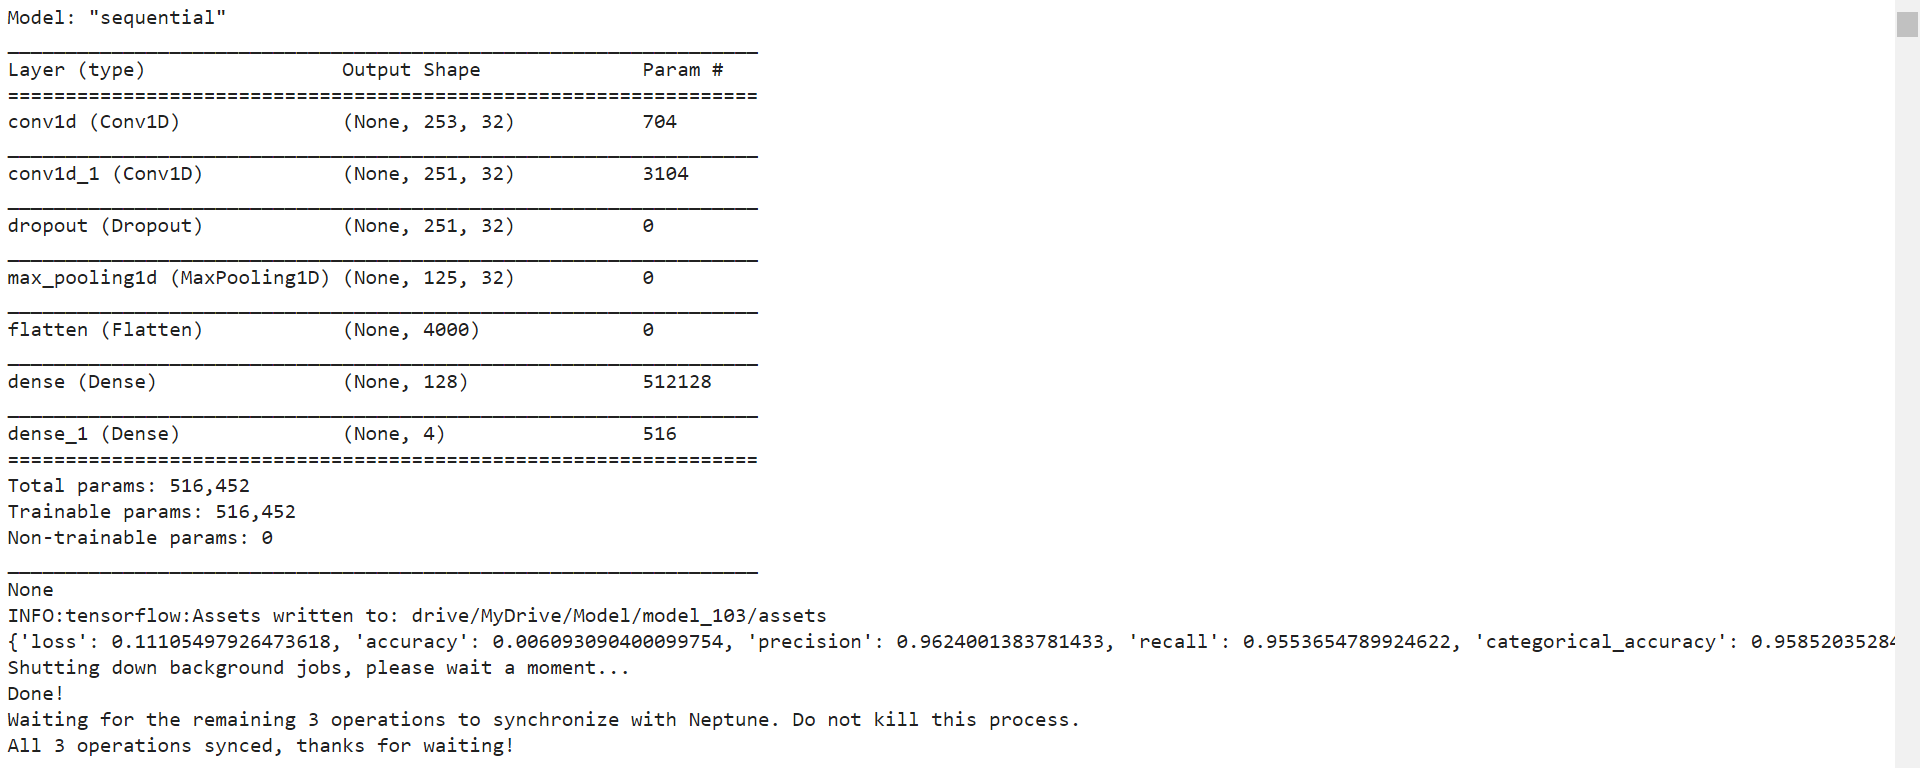 Model: "sequential"
_________________________________________________________________
Layer (type)                 Output Shape              Param #
=================================================================
conv1d (Conv1D)              (None, 253, 32)           704
_________________________________________________________________
conv1d_1 (Conv1D)            (None, 251, 32)           3104
_________________________________________________________________
dropout (Dropout)            (None, 251, 32)           0
_________________________________________________________________
max_pooling1d (MaxPooling1D) (None, 125, 32)           0
_________________________________________________________________
flatten (Flatten)            (None, 4000)              0
_________________________________________________________________
dense (Dense)                (None, 128)               512128
_________________________________________________________________
dense_1 (Dense)              (None, 4)                 516
=================================================================
Total params: 516,452
Trainable params: 516,452
Non-trainable params: 0
_________________________________________________________________
None
INFO:tensorflow:Assets written to: drive/MyDrive/Model/model_103/assets
{'loss': 0.11105497926473618, 'accuracy': 0.006093090400099754, 'precision': 0.9624001383781433, 'recall': 0.9553654789924622, 'categorical_accuracy': 0.95852035284
Shutting down background jobs, please wait a moment...
Done!
Waiting for the remaining 3 operations to synchronize with Neptune. Do not kill this process.
All 3 operations synced, thanks for waiting!